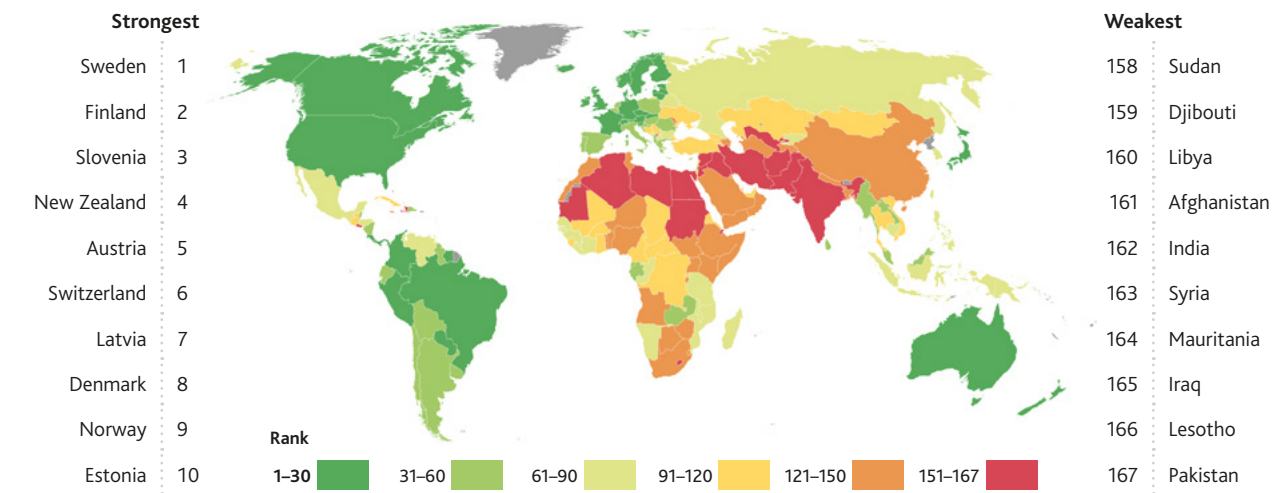 Strongest
Sweden 1
Finland 2
Slovenia 3
New Zealand 4
Austria 5
Switzerland 6
Latvia 7
Denmark 8
Norway 9
Estonia 10
Rank
1–30
31–60
61–90
91–120
121–150
151–167
Weakest
158 Sudan
159 Djibouti
160 Libya
161 Afghanistan
162 India
163 Syria
164 Mauritania
165 Iraq
166 Lesotho
167 Pakistan